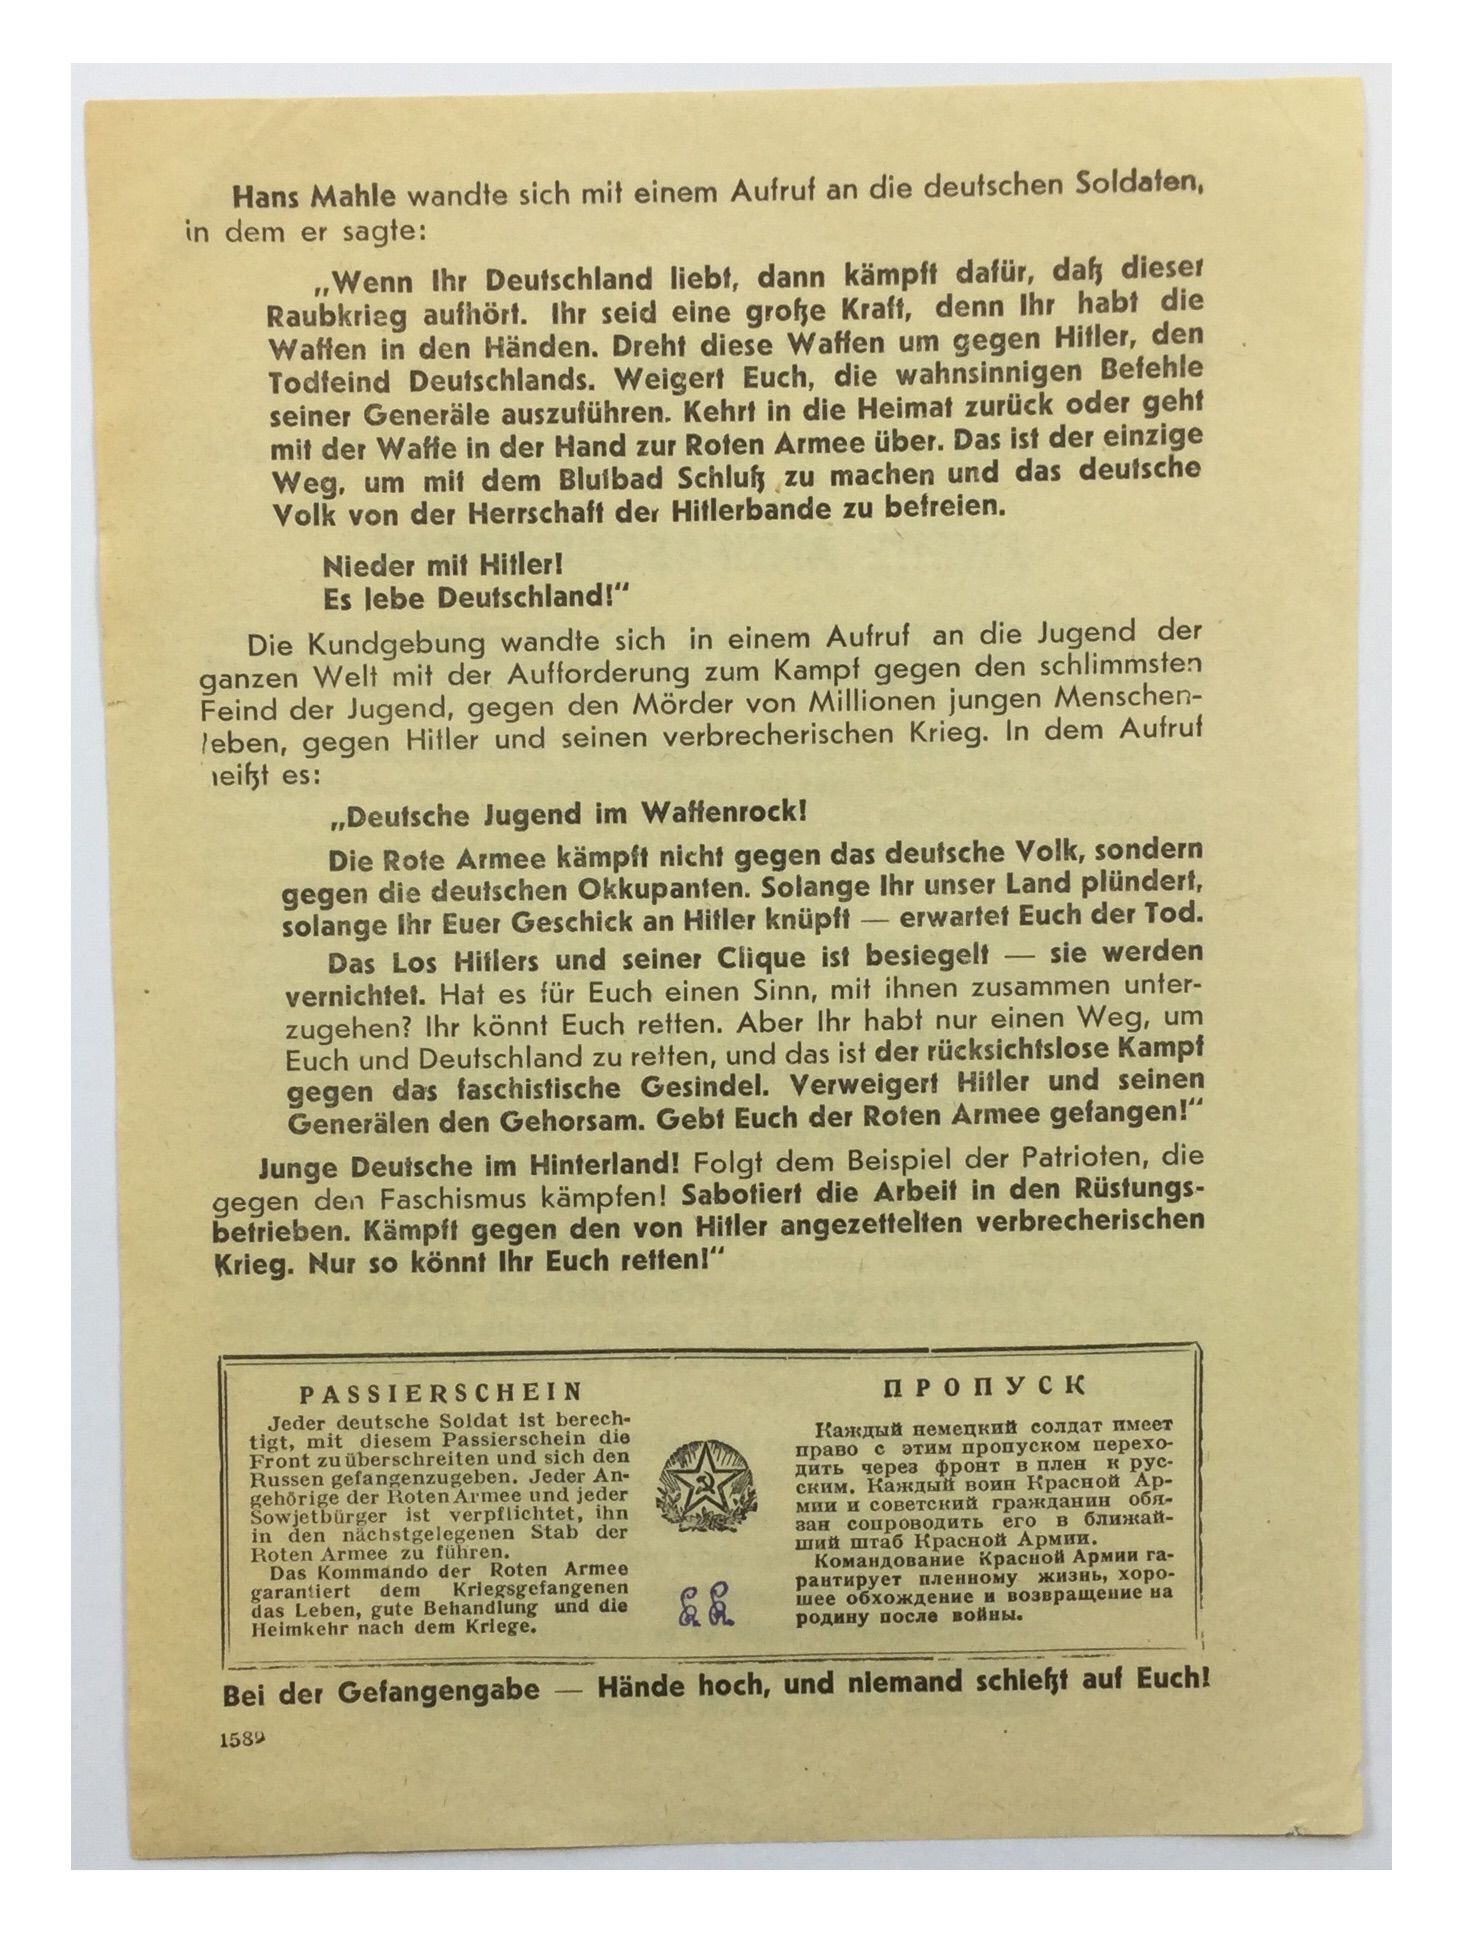 Hans Mahle wandte sich mit einem Aufruf an die deutschen Soldaten,
in dem er sagte:
„Wenn Ihr Deutschland liebt, dann kämpft dafür, daß dieser
Raubkrieg aufhört. Ihr seid eine große Kraft, denn Ihr habt die
Waffen in den Händen. Dreht diese Waffen um gegen Hitler, den
Todfeind Deutschlands. Weigert Euch, die wahnsinnigen Befehle
seiner Generäle auszuführen. Kehrt in die Heimat zurück oder geht
mit der Waffe in der Hand zur Roten Armee über. Das ist der einzige
Weg, um mit dem Blutbad Schluß zu machen und das deutsche
Volk von der Herrschaft der Hitlerbande zu befreien.
Nieder mit Hitler!
Es lebe Deutschland!“
Die Kundgebung wandte sich in einem Aufruf an die Jugend der
ganzen Welt mit der Aufforderung zum Kampf gegen den schlimmsten
Feind der Jugend, gegen den Mörder von Millionen jungen Menschen-
leben, gegen Hitler und seinen verbrecherischen Krieg. In dem Aufruf
heißt es:
„Deutsche Jugend im Waffenrock!
Die Rote Armee kämpft nicht gegen das deutsche Volk, sondern
gegen die deutschen Okkupanten. Solange Ihr unser Land plündert,
solange Ihr Euer Geschick an Hitler knüpft — erwartet Euch der Tod.
Das Los Hitlers und seiner Clique ist besiegelt — sie werden
vernichtet. Hat es für Euch einen Sinn, mit ihnen zusammen unter-
zugehen? Ihr könnt Euch retten. Aber Ihr habt nur einen Weg, um
Euch und Deutschland zu retten, und das ist der rücksichtslose Kampf
gegen das faschistische Gesindel. Verweigert Hitler und seinen
Generälen den Gehorsam. Gebt Euch der Roten Armee gefangen!“
Junge Deutsche im Hinterland! Folgt dem Beispiel der Patrioten, die
gegen den Faschismus kämpfen! Sabotiert die Arbeit in den Rüstungs-
betrieben. Kämpft gegen den von Hitler angezettelten verbrecherischen
Krieg. Nur so könnt Ihr Euch retten!“
PASSIERSCHEIN
Jeder deutsche Soldat ist berech-
tigt, mit diesem Passierschein die
Front zu überschreiten und sich den
Russen gefangenzugeben. Jeder An-
gehörige der Roten Armee und jeder
Sowjetbürger ist verpflichtet, ihn
in den nächstgelegenen Stab der
Roten Armee zu führen.
Das Kommando der Roten Armee
garantiert dem Kriegsgefangenen
das Leben, gute Behandlung und die
Heimkehr nach dem Kriege.
ПРОПУСК
Каждый немецкий солдат имеет
право с этим пропуском перехо-
дить через фронт в плен к рус-
ским. Каждый воин Красной Ар-
мии и советский гражданин обя-
зан сопроводить его в ближай-
ший штаб Красной Армии.
Командование Красной Армии га-
рантирует пленному жизнь, хоро-
шее обхождение и возвращение на
родину после войны.
Bei der Gefangengabe — Hände hoch, und niemand schießt auf Euch!
1589